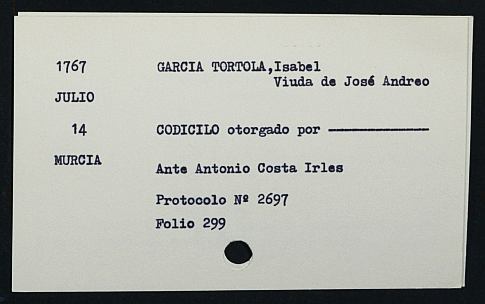 1767 GARCIA TORTOLA,Isabel
Viuda de José Andreo
JULIO
14 CODICILO otorgado por ----------------
MURCIA
Ante Antonio Costa Irles
Protocolo Nº 2697
Folio 299